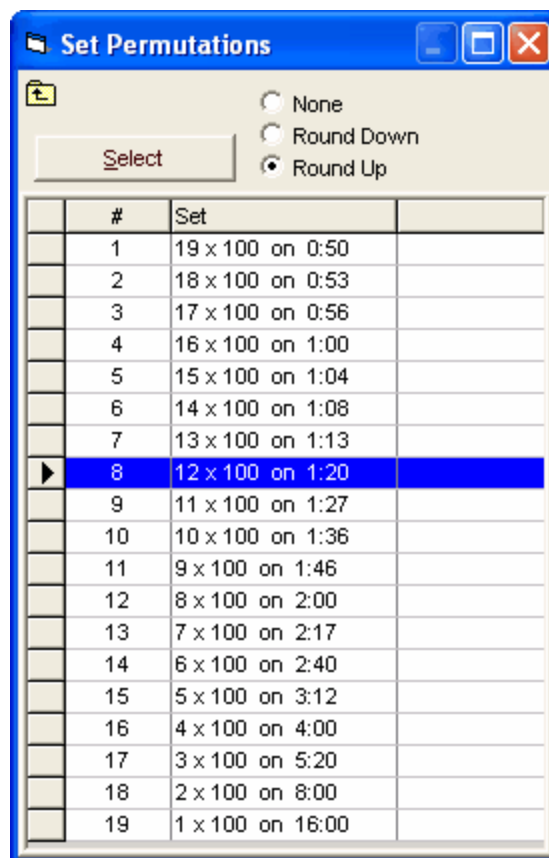 Set Permutations
None
Round Down
Select
Round Up
# Set
1 19 x 100 on 0:50
2 18 x 100 on 0:53
3 17 x 100 on 0:56
4 16 x 100 on 1:00
5 15 x 100 on 1:04
6 14 x 100 on 1:08
7 13 x 100 on 1:13
8 12 x 100 on 1:20
9 11 x 100 on 1:27
10 10 x 100 on 1:36
11 9 x 100 on 1:46
12 8 x 100 on 2:00
13 7 x 100 on 2:17
14 6 x 100 on 2:40
15 5 x 100 on 3:12
16 4 x 100 on 4:00
17 3 x 100 on 5:20
18 2 x 100 on 8:00
19 1 x 100 on 16:00